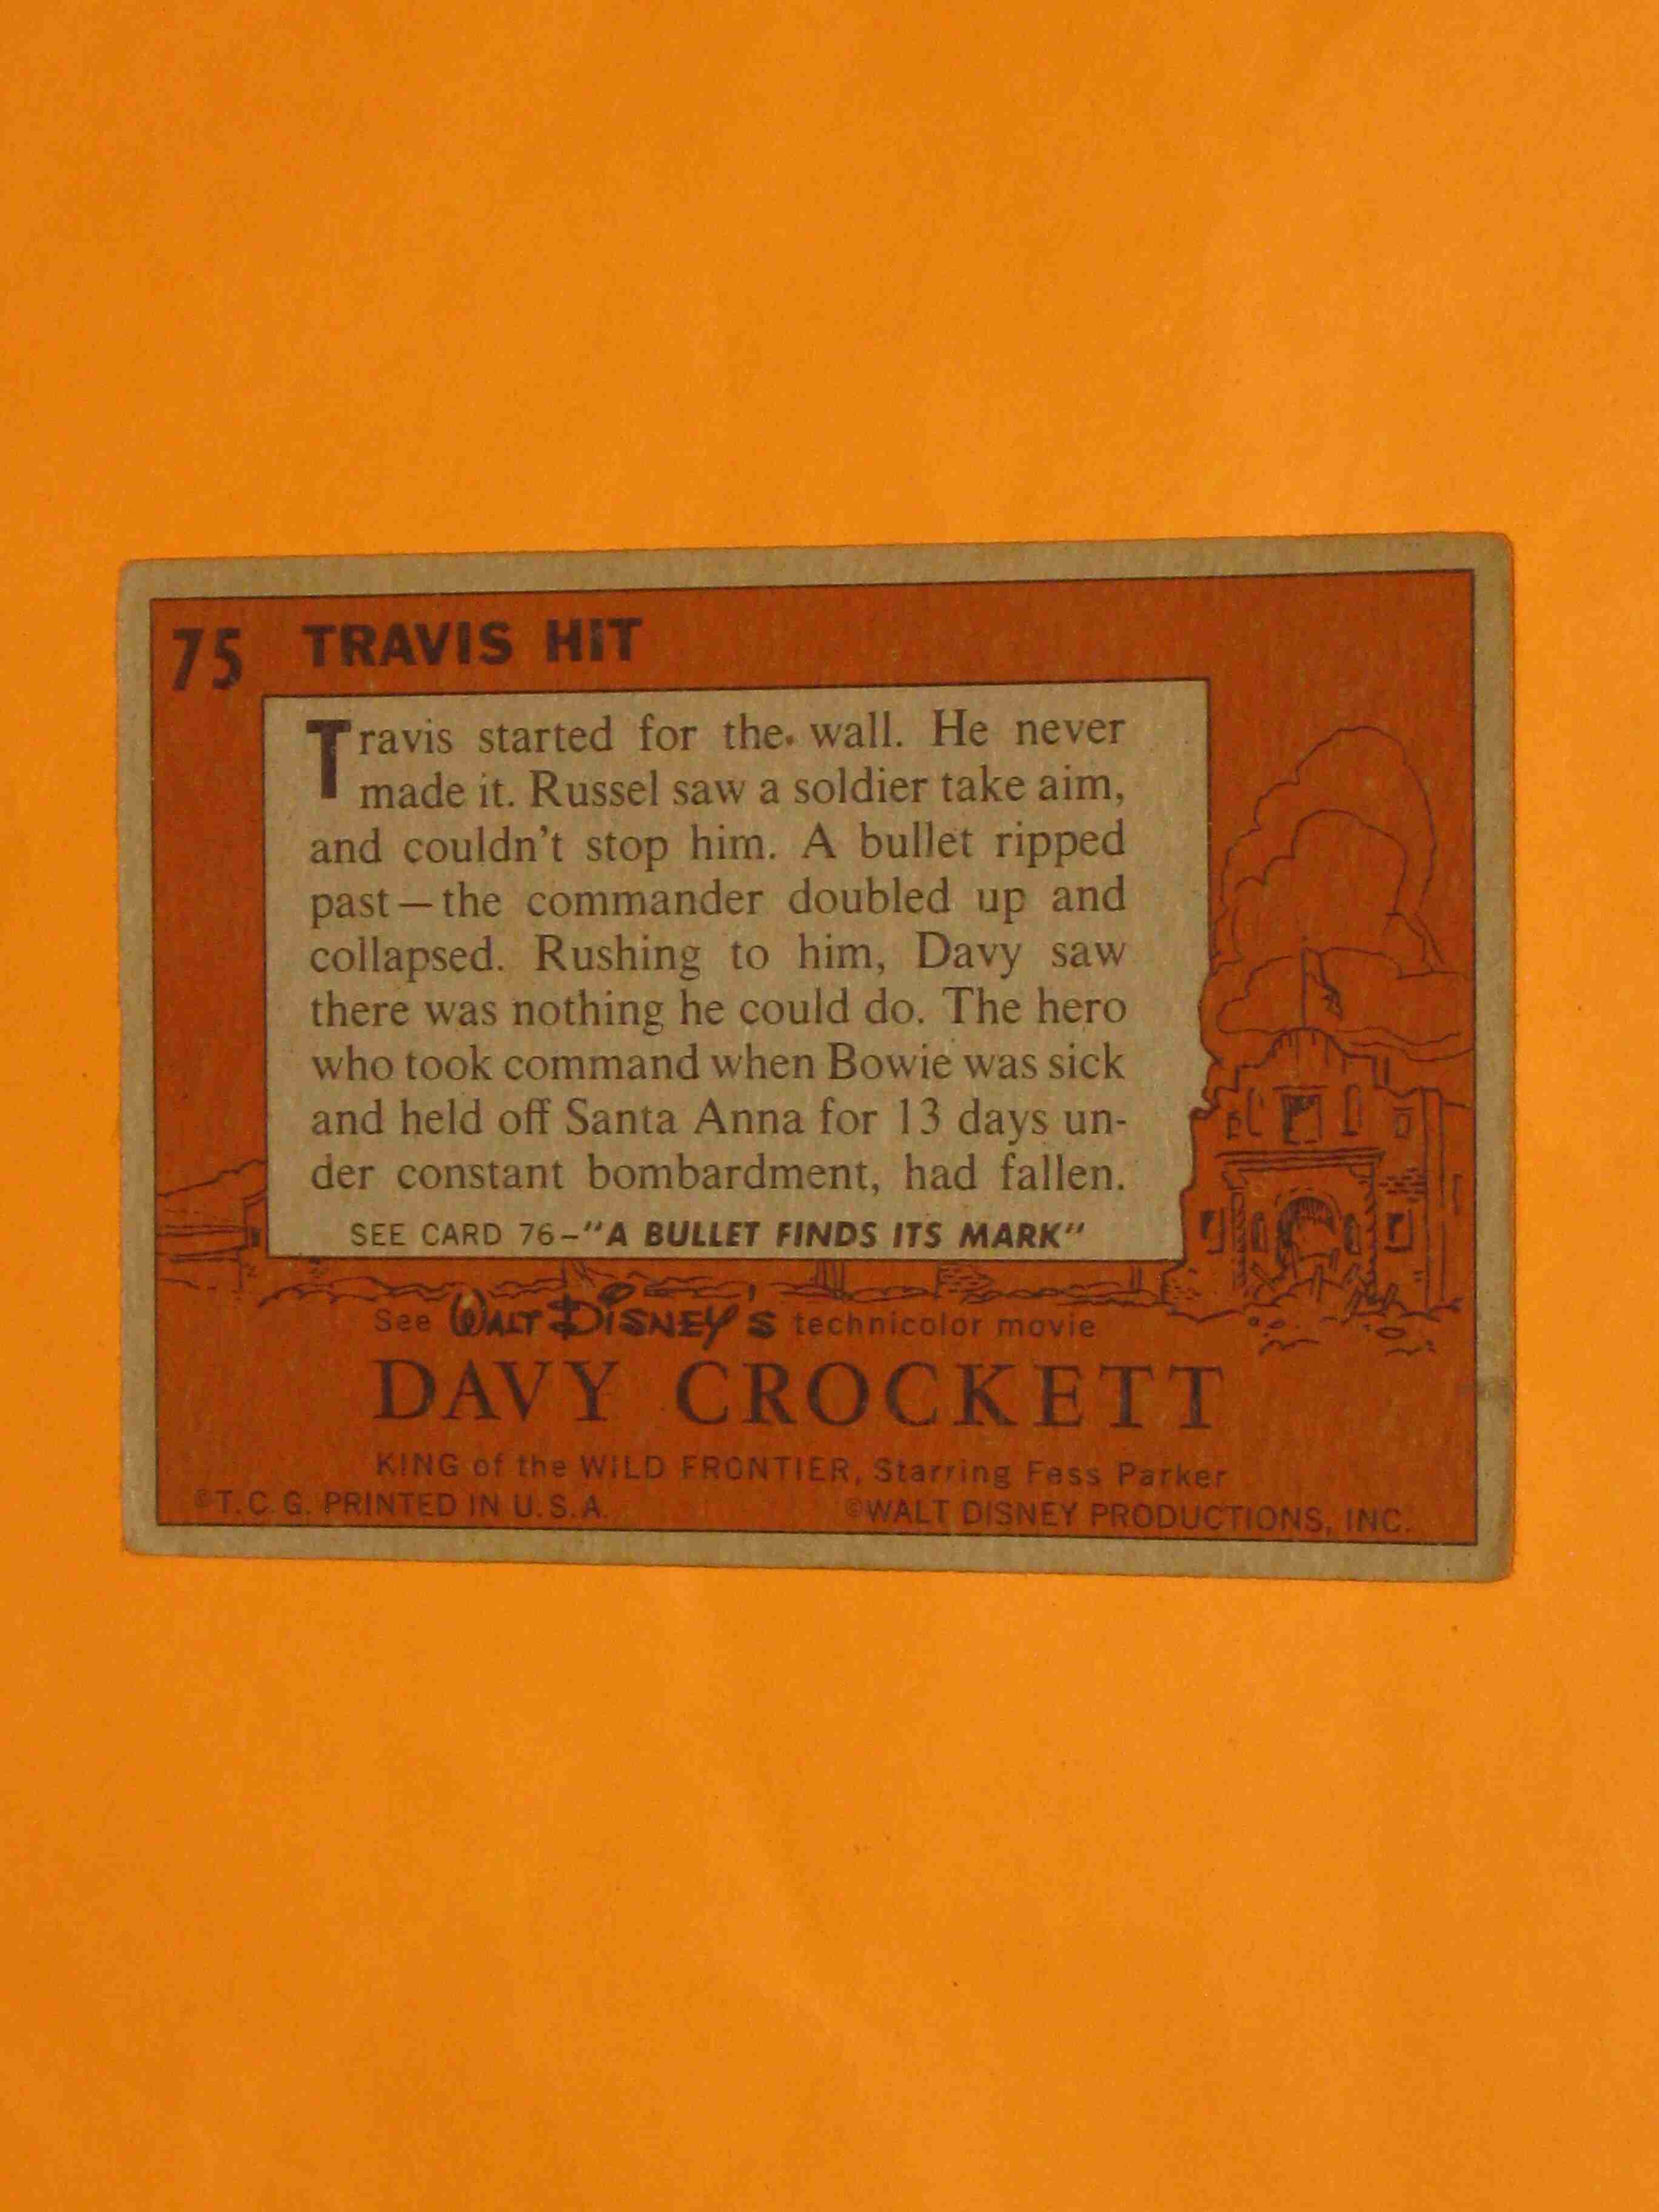 75 TRAVIS HIT
Travis started for the wall. He never
made it. Russel saw a soldier take aim,
and couldn't stop him. A bullet ripped
past—the commander doubled up and
collapsed. Rushing to him, Davy saw
there was nothing he could do. The hero
who took command when Bowie was sick
and held off Santa Anna for 13 days un-
der constant bombardment, had fallen.
SEE CARD 76—"A BULLET FINDS ITS MARK"
See WALT DISNEY'S technicolor movie
DAVY CROCKETT
KING of the WILD FRONTIER, Starring Fess Parker
©T.C.G. PRINTED IN U.S.A. ©WALT DISNEY PRODUCTIONS, INC.